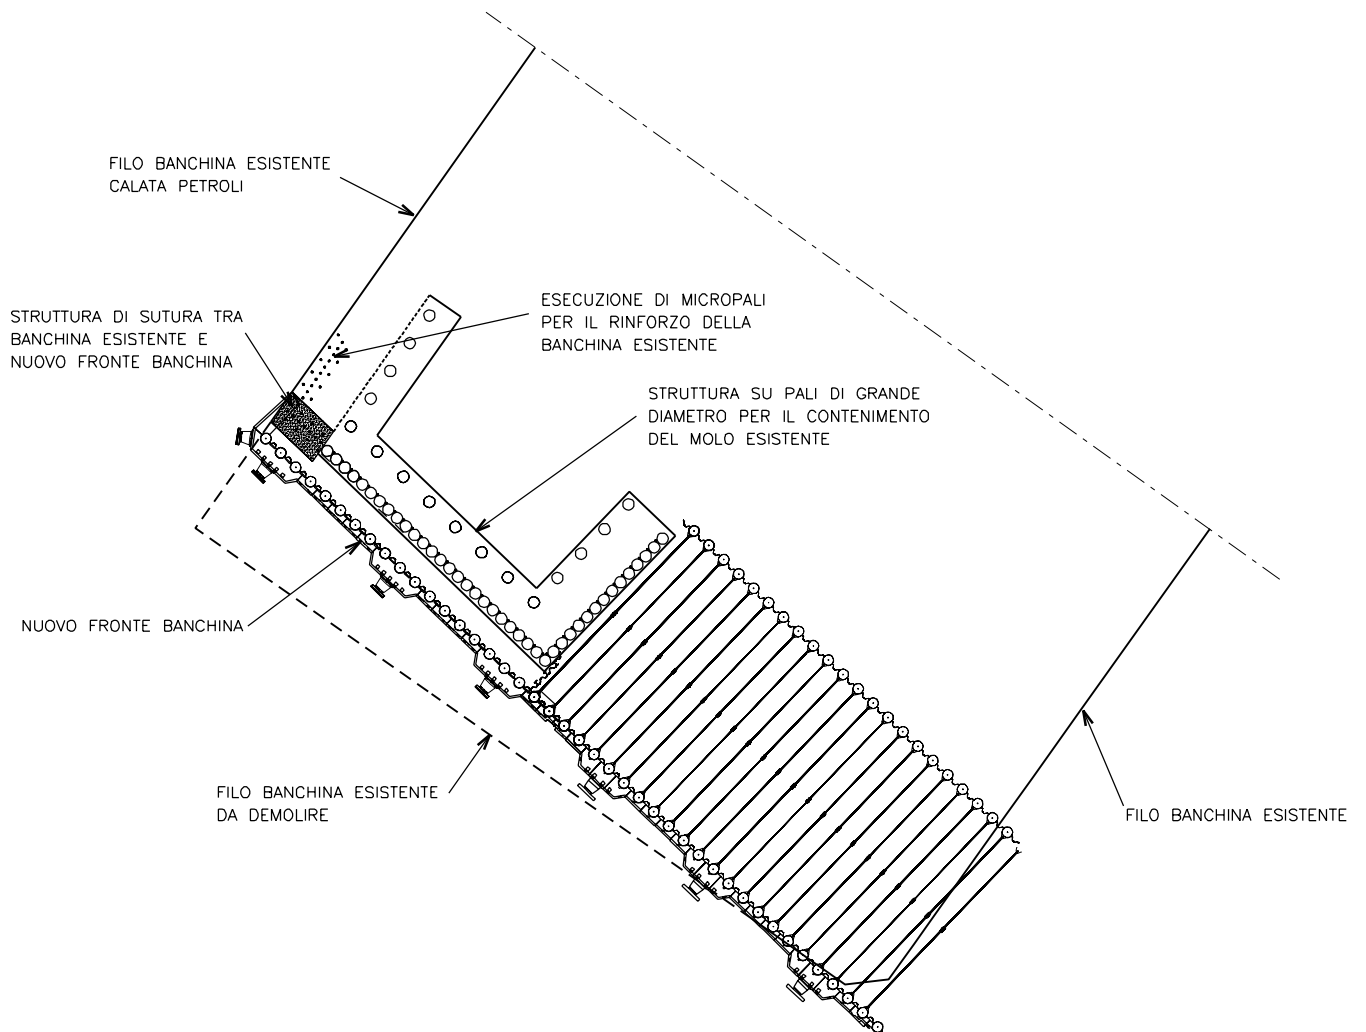 FILO BANCHINA ESISTENTE
CALATA PETROLI
STRUTTURA DI SUTURA TRA
BANCHINA ESISTENTE E
NUOVO FRONTE BANCHINA
ESECUZIONE DI MICROPALI
PER IL RINFORZO DELLA
BANCHINA ESISTENTE
STRUTTURA SU PALI DI GRANDE
DIAMETRO PER IL CONTENIMENTO
DEL MOLO ESISTENTE
NUOVO FRONTE BANCHINA
FILO BANCHINA ESISTENTE
DA DEMOLIRE
FILO BANCHINA ESISTENTE